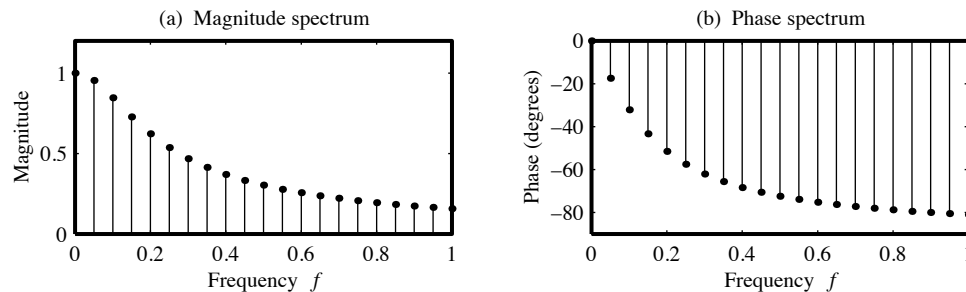 (a) Magnitude spectrum
1
0.5
0
Magnitude
0 0.2 0.4 0.6 0.8 1
Frequency f
(b) Phase spectrum
0
−20
−40
−60
−80
Phase (degrees)
0 0.2 0.4 0.6 0.8 1
Frequency f